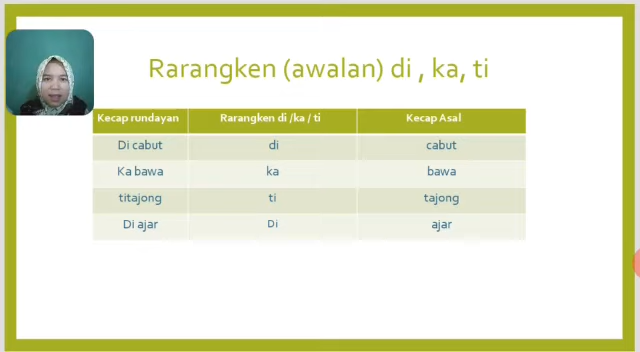 Rarangken (awalan) di , ka, ti
Kecap rundayan Rarangken di /ka / ti Kecap Asal
Di cabut di cabut
Ka bawa ka bawa
titajong ti tajong
Di ajar Di ajar